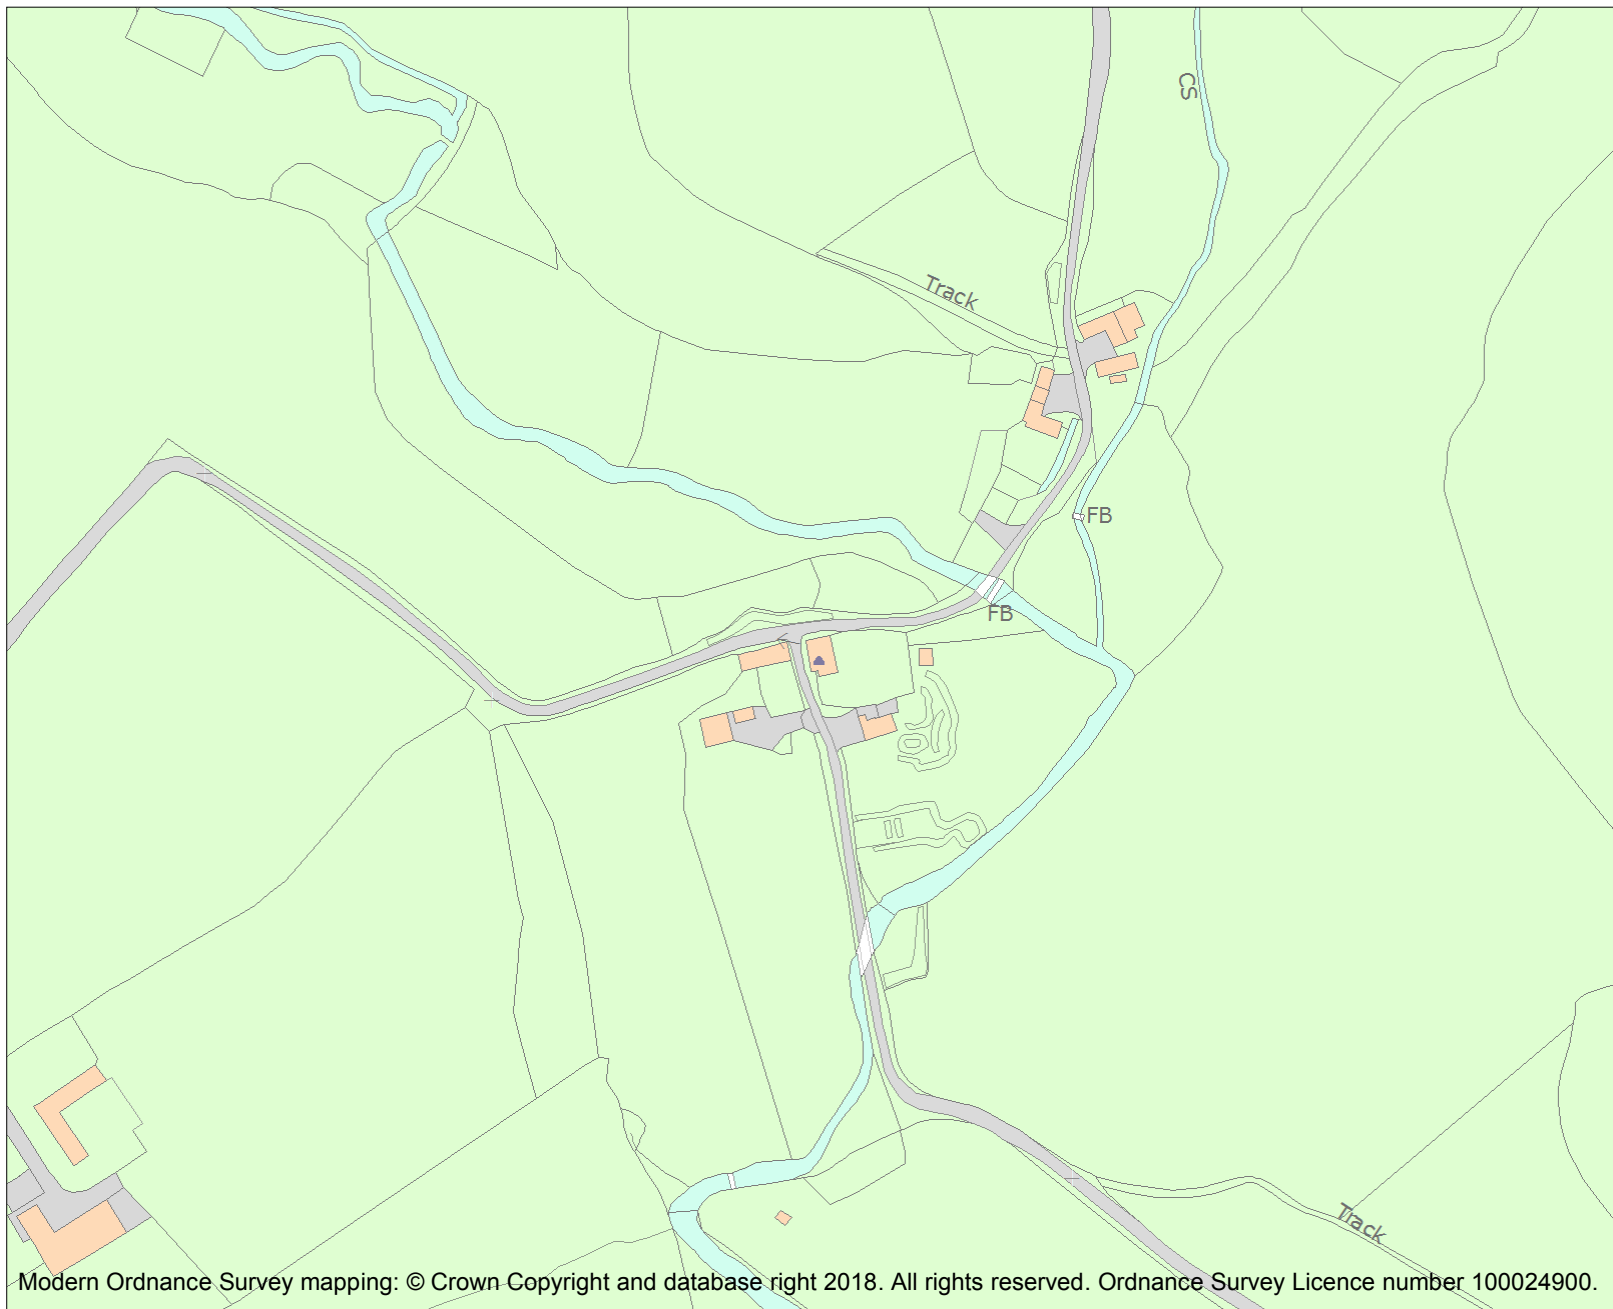 CS
Track
FB
FB
Track
Modern Ordnance Survey mapping: © Crown Copyright and database right 2018. All rights reserved. Ordnance Survey Licence number 100024900.